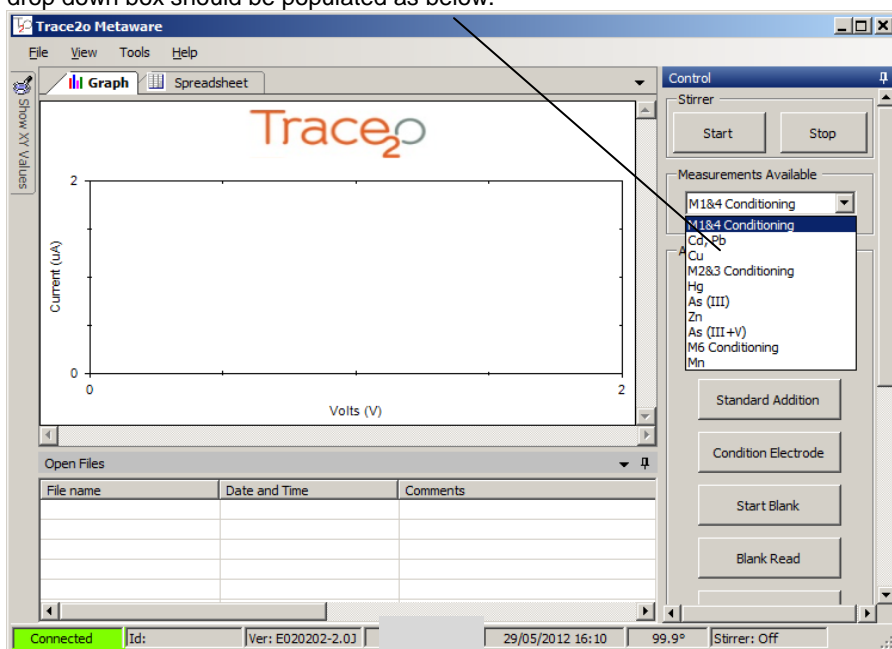 drop down box should be populated as below.
Trace2o Metaware
File View Tools Help
Show XY Values
Graph Spreadsheet
Trace2o
2
Current (uA)
0
0 2
Volts (V)
Open Files
File name Date and Time Comments
Control
Stirrer
Start Stop
Measurements Available
M1&4 Conditioning
M1&4 Conditioning
Cd, Pb
Cu
M2&3 Conditioning
Hg
As (III)
Zn
As (III+V)
M6 Conditioning
Mn
Standard Addition
Condition Electrode
Start Blank
Blank Read
Connected Id: Ver: E020202-2.0J 29/05/2012 16:10 99.9° Stirrer: Off